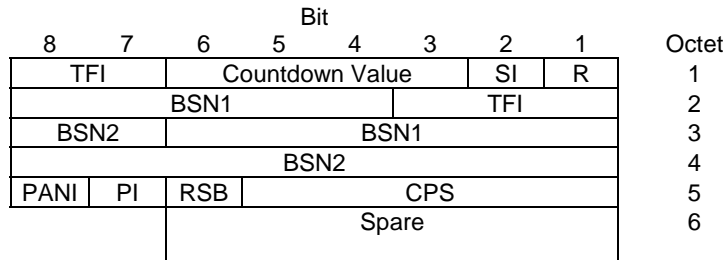 Bit
8 7 6 5 4 3 2 1 Octet
TFI Countdown Value SI R 1
BSN1 TFI 2
BSN2 BSN1 3
BSN2 4
PANI PI RSB CPS 5
Spare 6